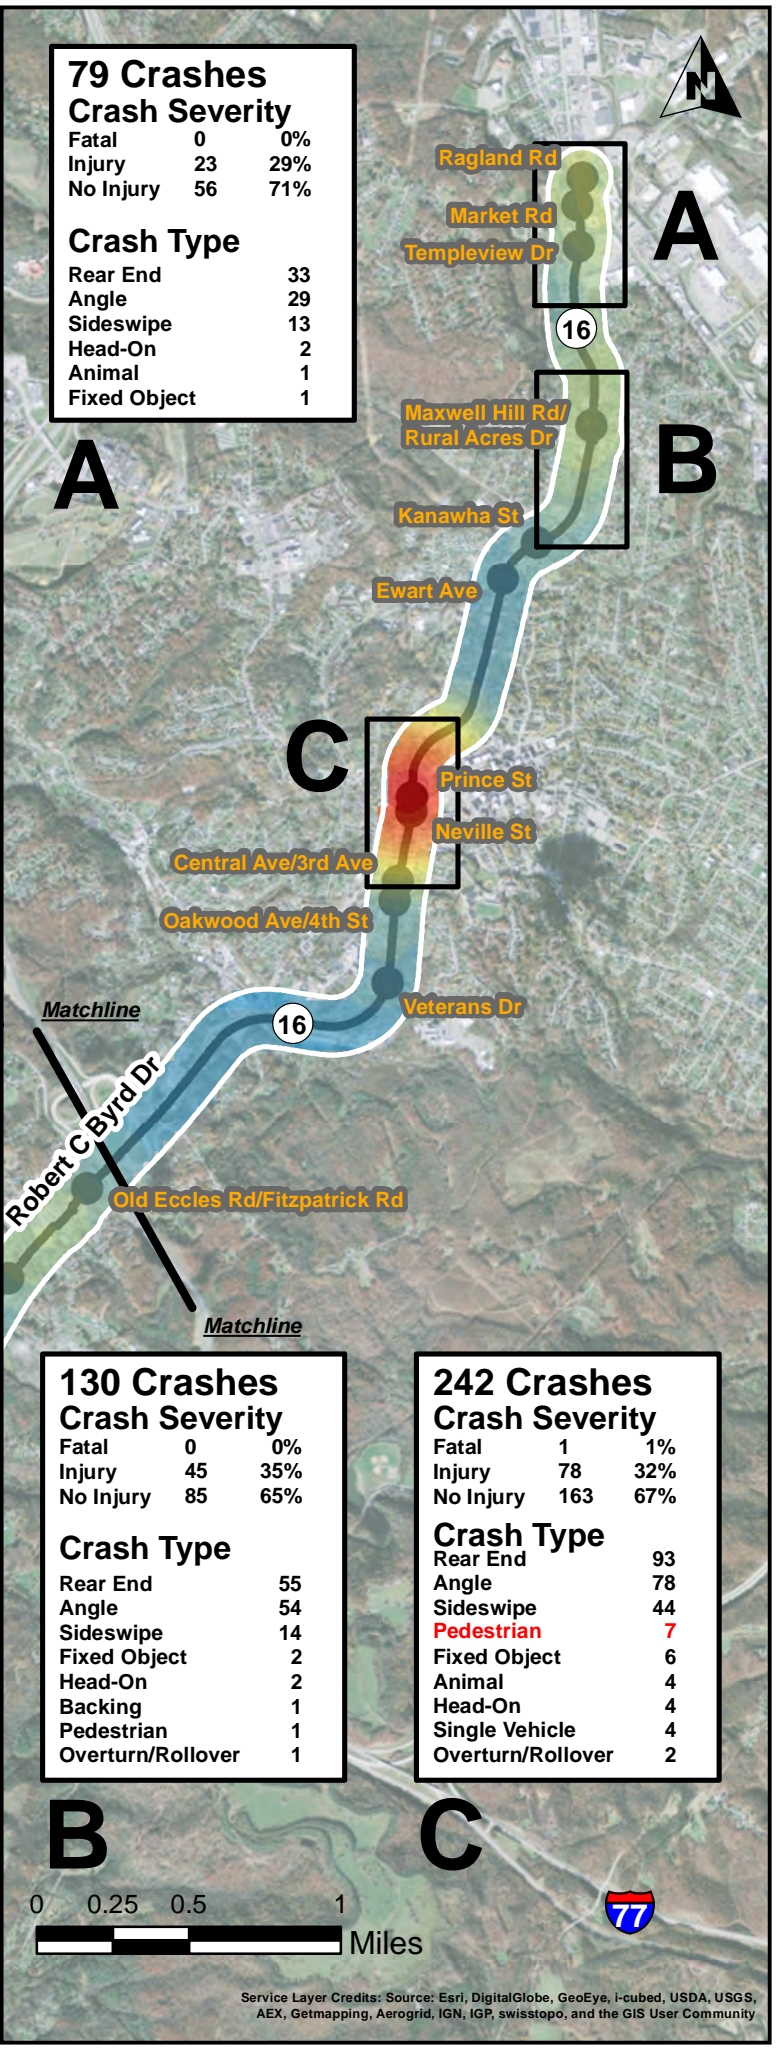 79 Crashes
Crash Severity
Fatal 0 0%
Injury 23 29%
No Injury 56 71%
Crash Type
Rear End 33
Angle 29
Sideswipe 13
Head-On 2
Animal 1
Fixed Object 1
A
N
Ragland Rd
Market Rd
Templeview Dr
A
16
Maxwell Hill Rd/
Rural Acres Dr
B
Kanawha St
Ewart Ave
C
Prince St
Neville St
Central Ave/3rd Ave
Oakwood Ave/4th St
Veterans Dr
16
Matchline
Robert C Byrd Dr
Old Eccles Rd/Fitzpatrick Rd
Matchline
130 Crashes
Crash Severity
Fatal 0 0%
Injury 45 35%
No Injury 85 65%
Crash Type
Rear End 55
Angle 54
Sideswipe 14
Fixed Object 2
Head-On 2
Backing 1
Pedestrian 1
Overturn/Rollover 1
B
242 Crashes
Crash Severity
Fatal 1 1%
Injury 78 32%
No Injury 163 67%
Crash Type
Rear End 93
Angle 78
Sideswipe 44
Pedestrian 7
Fixed Object 6
Animal 4
Head-On 4
Single Vehicle 4
Overturn/Rollover 2
C
0 0.25 0.5 1
Miles
77
Service Layer Credits: Source: Esri, DigitalGlobe, GeoEye, i-cubed, USDA, USGS,
AEX, Getmapping, Aerogrid, IGN, IGP, swisstopo, and the GIS User Community